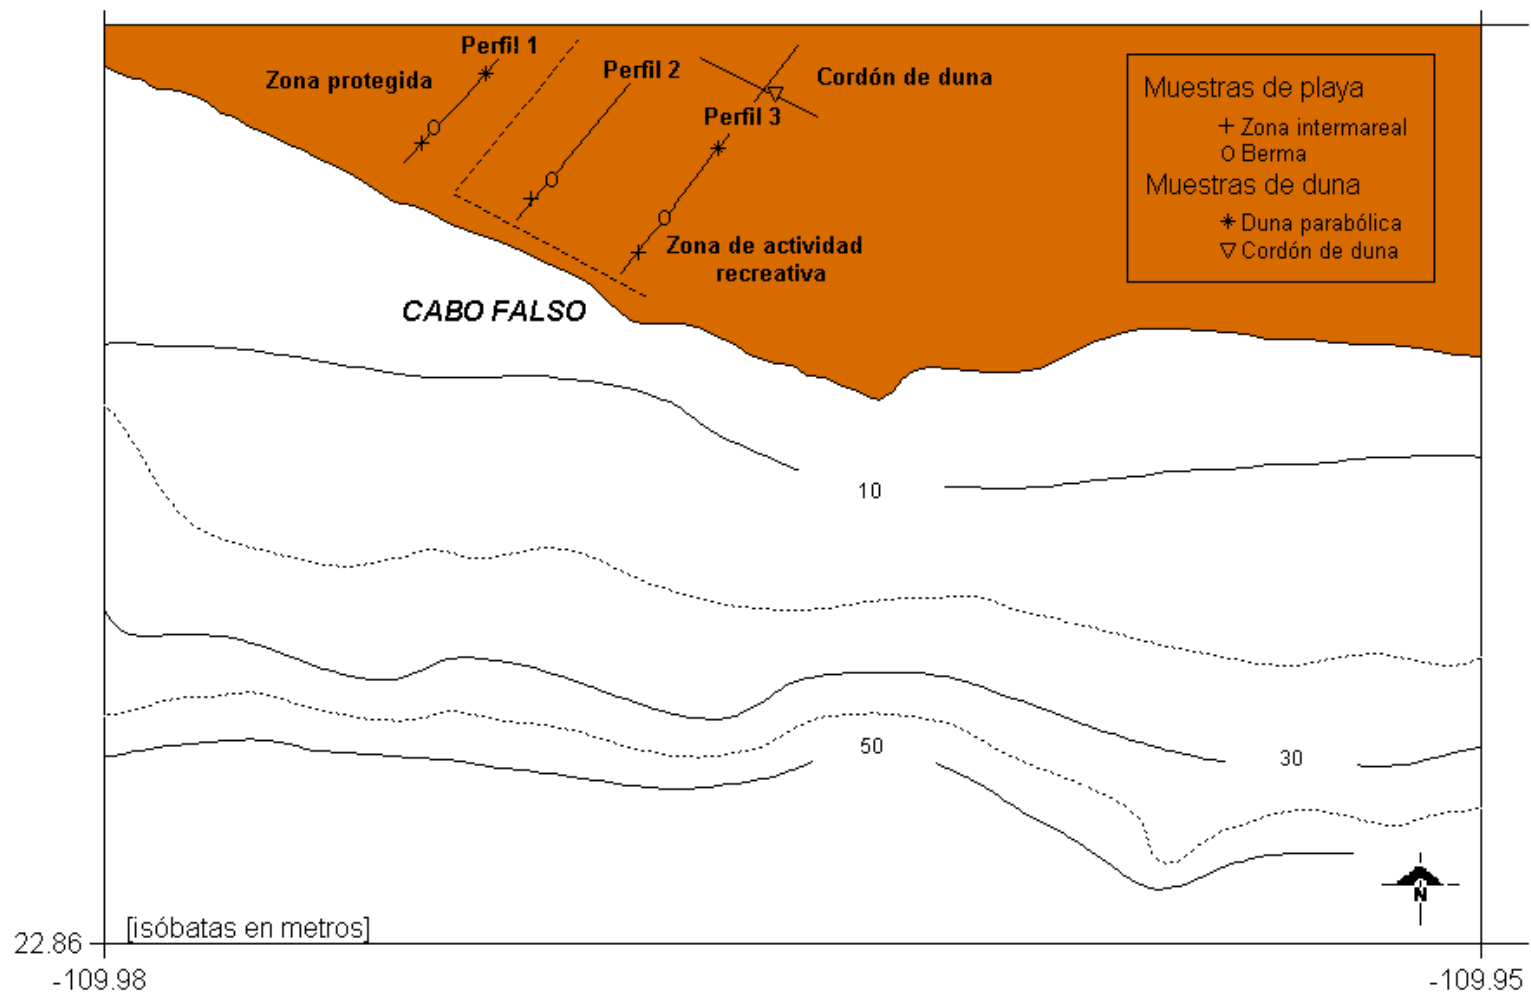 Perfil 1
Zona protegida
Perfil 2
Cordón de duna
Perfil 3
Zona de actividad
recreativa
Muestras de playa
+ Zona intermareal
o Berma
Muestras de duna
* Duna parabólica
▽ Cordón de duna
CABO FALSO
10
50
30
N
[isóbatas en metros]
22.86
-109.98
-109.95